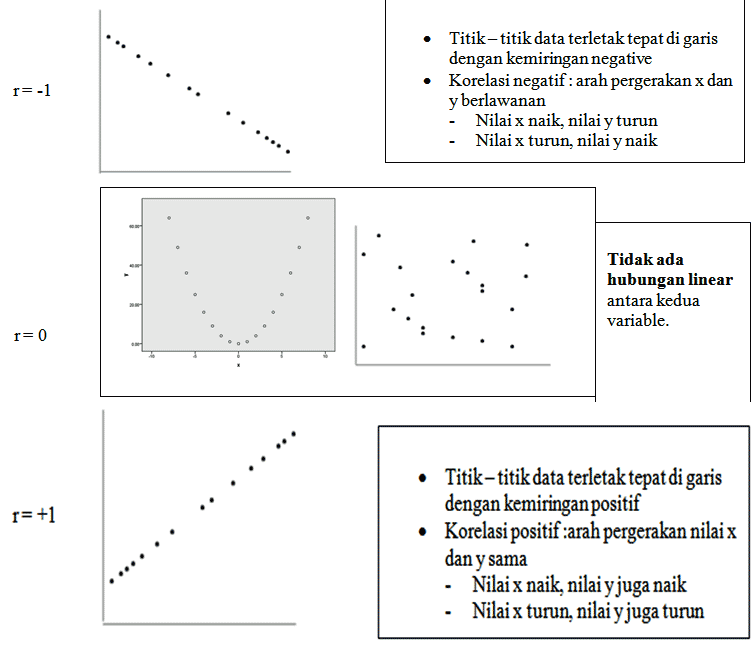 r = -1
• Titik – titik data terletak tepat di garis
dengan kemiringan negative
• Korelasi negatif : arah pergerakan x dan
y berlawanan
- Nilai x naik, nilai y turun
- Nilai x turun, nilai y naik
r = 0
60.00
40.00
20.00
0.00
Y
-10
-5
0
5
10
X
Tidak ada
hubungan linear
antara kedua
variable.
r = +1
• Titik – titik data terletak tepat di garis
dengan kemiringan positif
• Korelasi positif :arah pergerakan nilai x
dan y sama
- Nilai x naik, nilai y juga naik
- Nilai x turun, nilai y juga turun